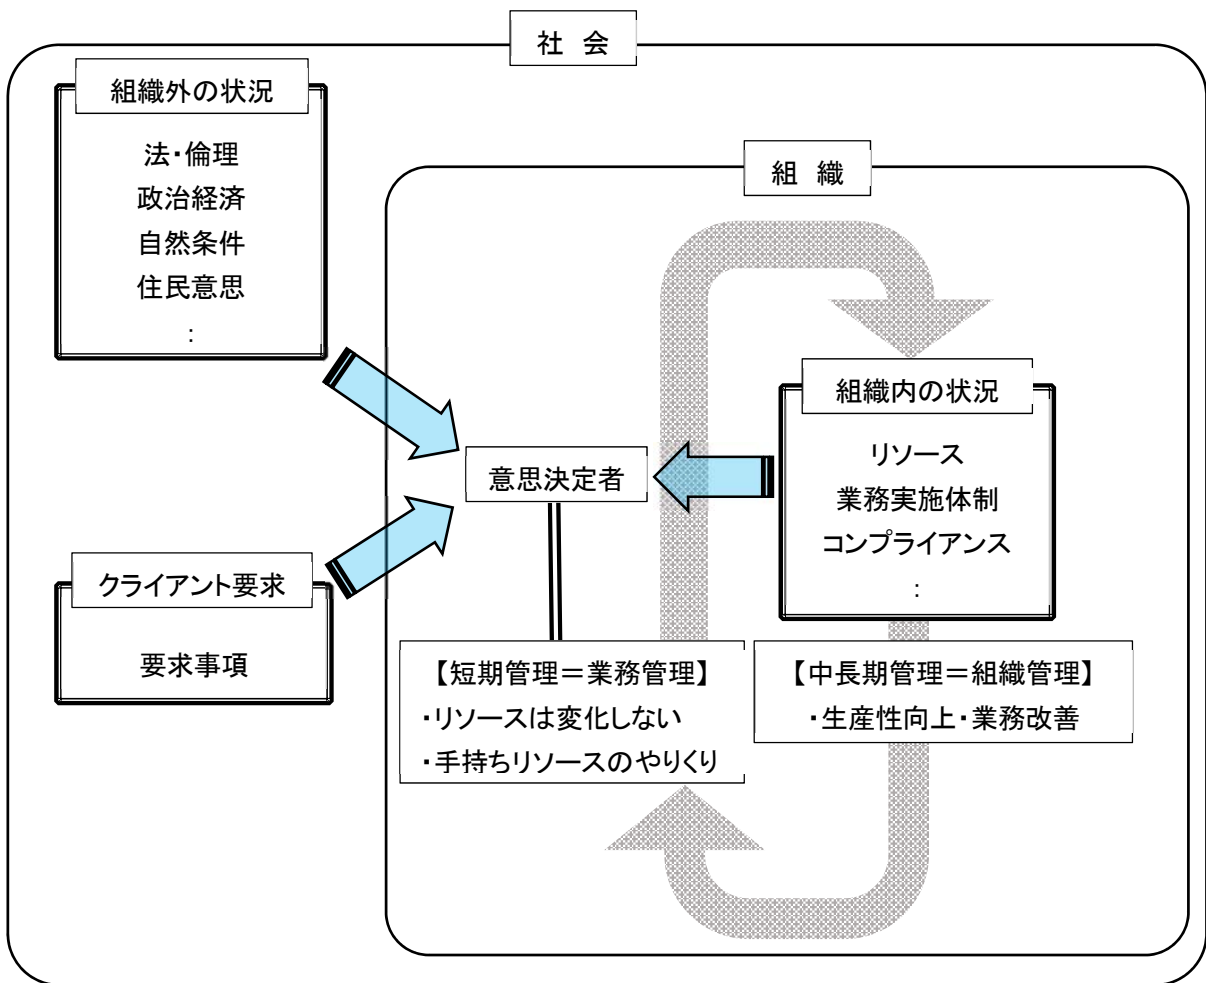 社 会
組織外の状況
法・倫理
政治経済
自然条件
住民意思
:
組 織
組織内の状況
リソース
業務実施体制
コンプライアンス
:
意思決定者
クライアント要求
要求事項
【短期管理＝業務管理】
・リソースは変化しない
・手持ちリソースのやりくり
【中長期管理＝組織管理】
・生産性向上・業務改善